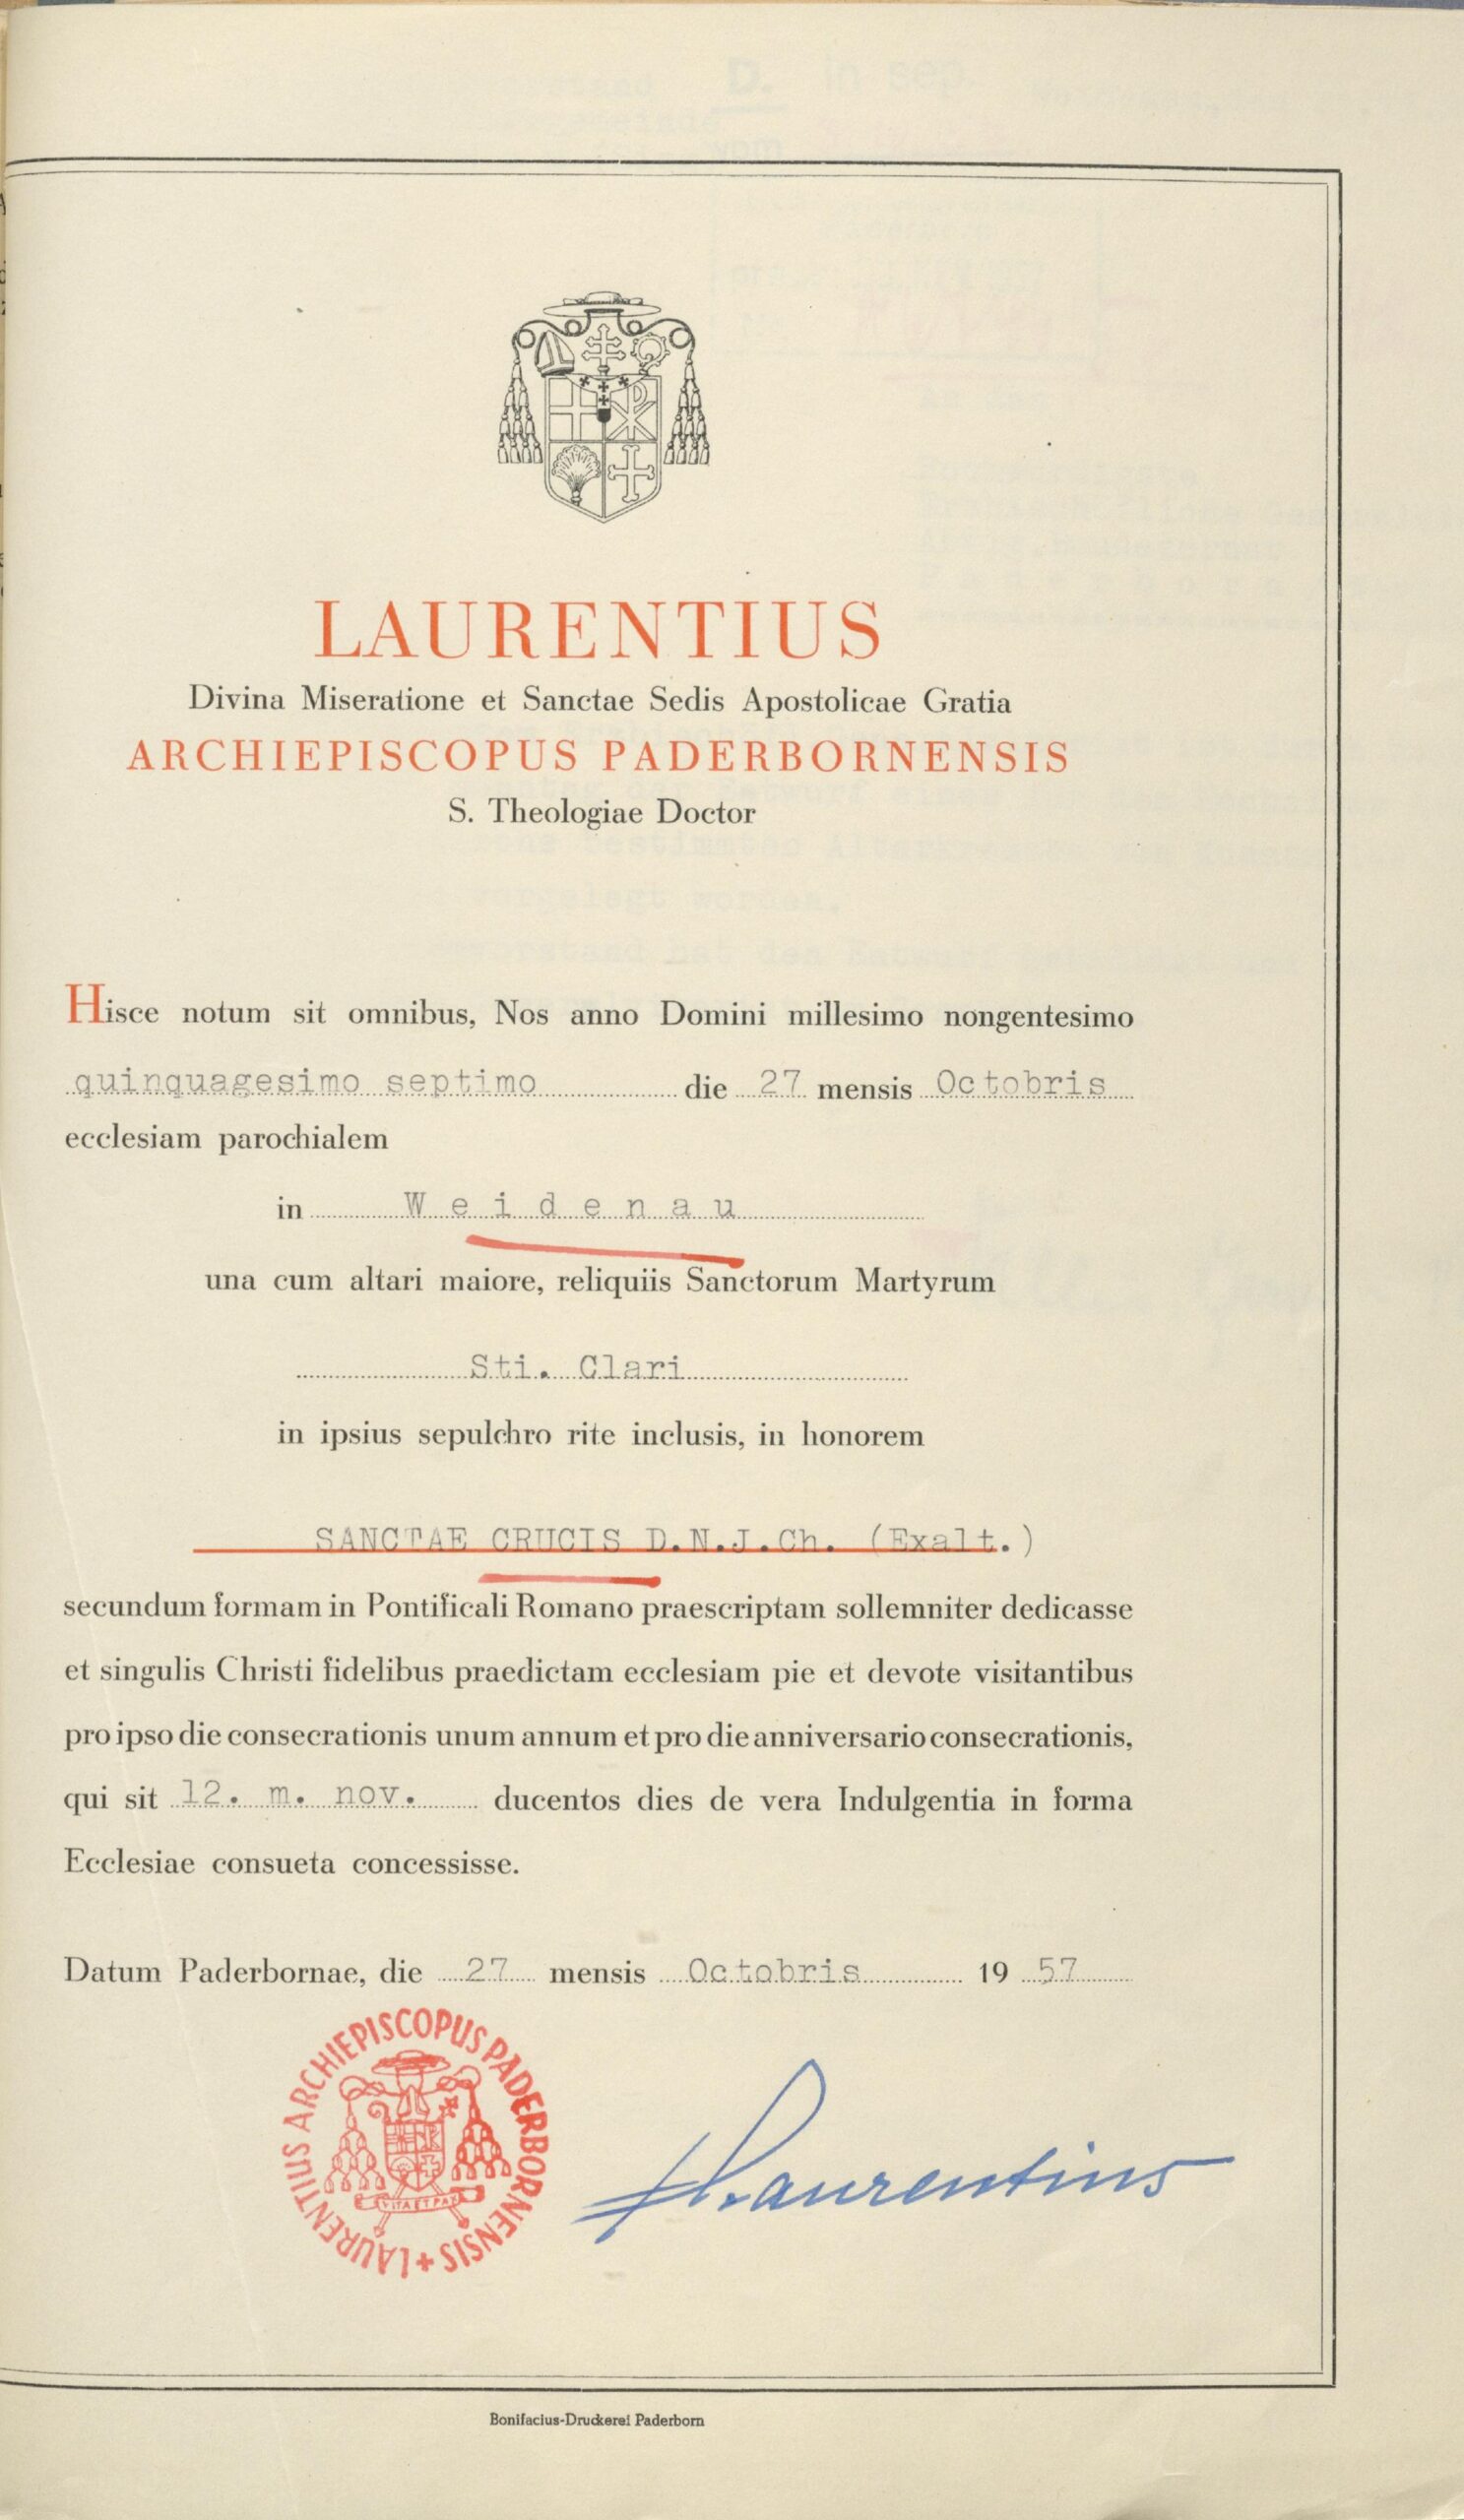 LAURENTIUS
Divina Miseratione et Sanctae Sedis Apostolicae Gratia
ARCHIEPISCOPUS PADERBORNENSIS
S. Theologiae Doctor
Hisce notum sit omnibus, Nos anno Domini millesimo nongentesimo
quinquagesimo septimo die 27 mensis Octobris
ecclesiam parochialem
in W e i d e n a u
una cum altari maiore, reliquiis Sanctorum Martyrum
Sti. Clari
in ipsius sepulchro rite inclusis, in honorem
SANCTAE CRUCIS D.N.J.Ch. (Exalt.)
secundum formam in Pontificali Romano praescriptam sollemniter dedicasse
et singulis Christi fidelibus praedictam ecclesiam pie et devote visitantibus
pro ipso die consecrationis unum annum et pro die anniversario consecrationis,
qui sit 12. m. nov. ducentos dies de vera Indulgentia in forma
Ecclesiae consueta concessisse.
Datum Paderbornae, die 27 mensis Octobris 19 57
LAURENTIUS ARCHIEPISCOPUS PADERBORNENSIS
VITA ET PAX
+Laurentius
Bonifacius-Druckerei Paderborn